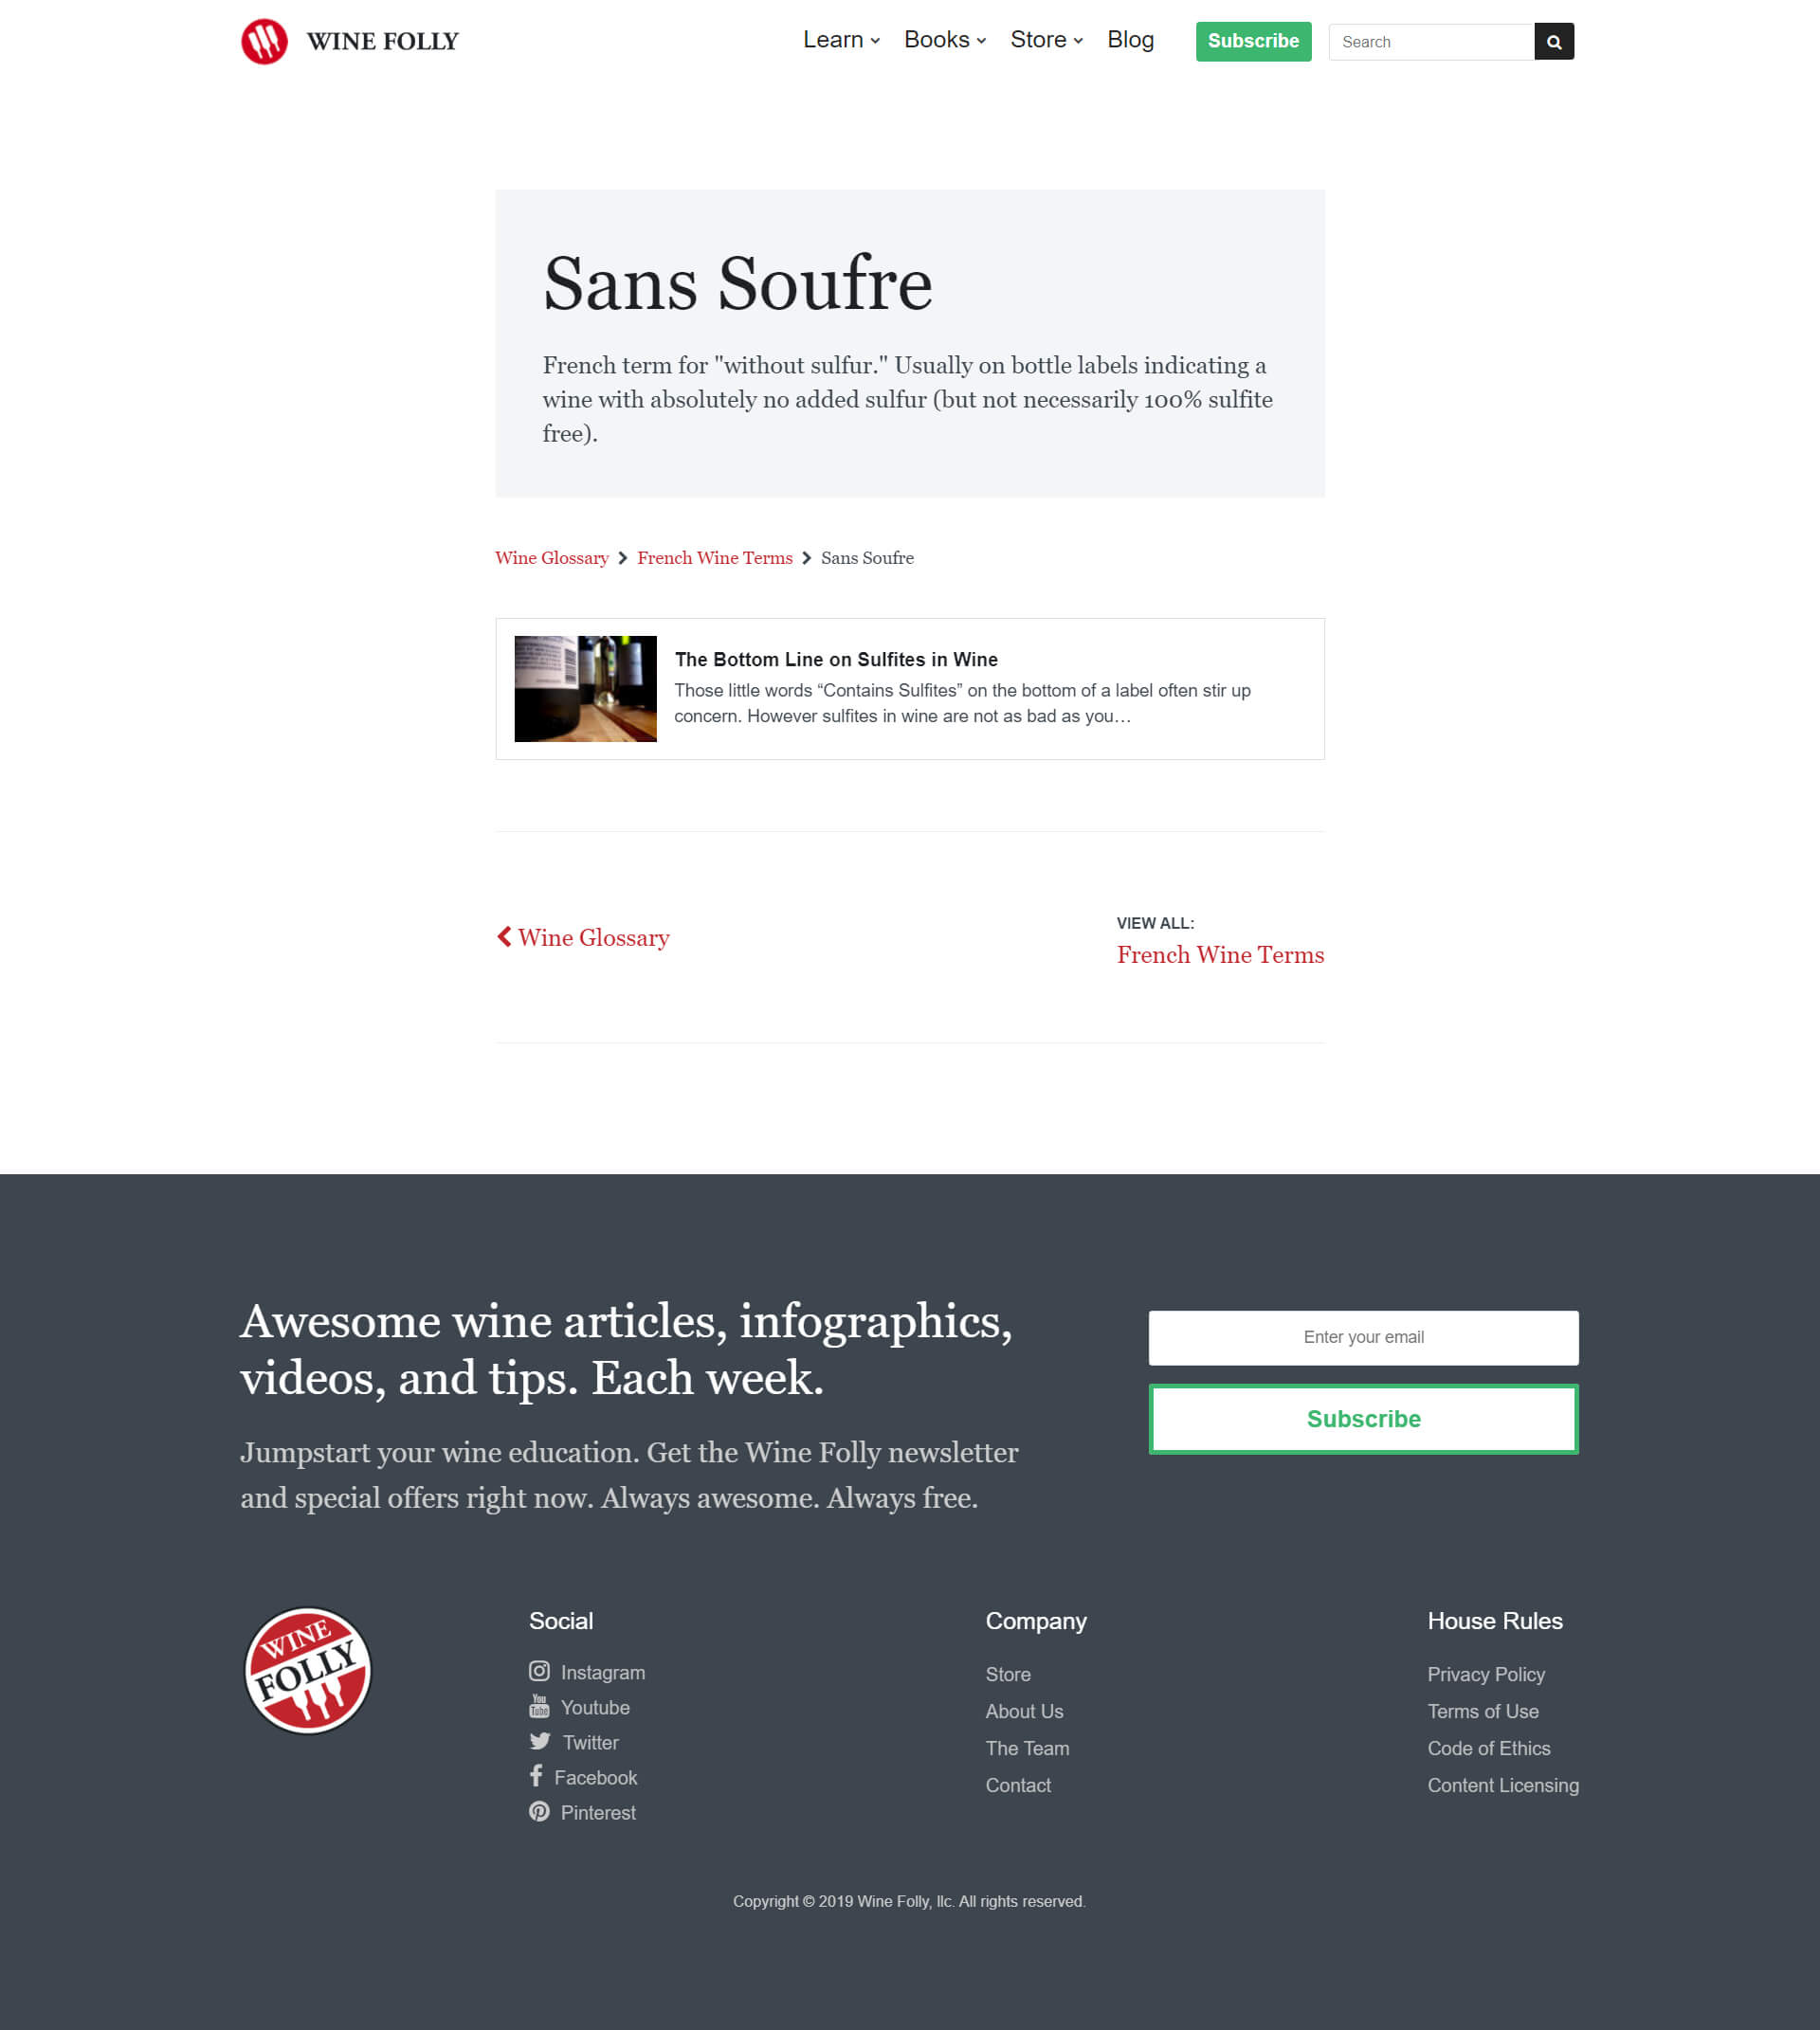 WINE FOLLY
Learn
Books
Store
Blog
Subscribe
Search
Sans Soufre
French term for "without sulfur." Usually on bottle labels indicating a
wine with absolutely no added sulfur (but not necessarily 100% sulfite
free).
Wine Glossary
French Wine Terms
Sans Soufre
The Bottom Line on Sulfites in Wine
Those little words “Contains Sulfites” on the bottom of a label often stir up
concern. However sulfites in wine are not as bad as you…
Wine Glossary
VIEW ALL:
French Wine Terms
Awesome wine articles, infographics,
videos, and tips. Each week.
Jumpstart your wine education. Get the Wine Folly newsletter
and special offers right now. Always awesome. Always free.
Enter your email
Subscribe
WINE
FOLLY
Social
Instagram
You
Tube
Youtube
Twitter
Facebook
Pinterest
Company
Store
About Us
The Team
Contact
House Rules
Privacy Policy
Terms of Use
Code of Ethics
Content Licensing
Copyright © 2019 Wine Folly, llc. All rights reserved.